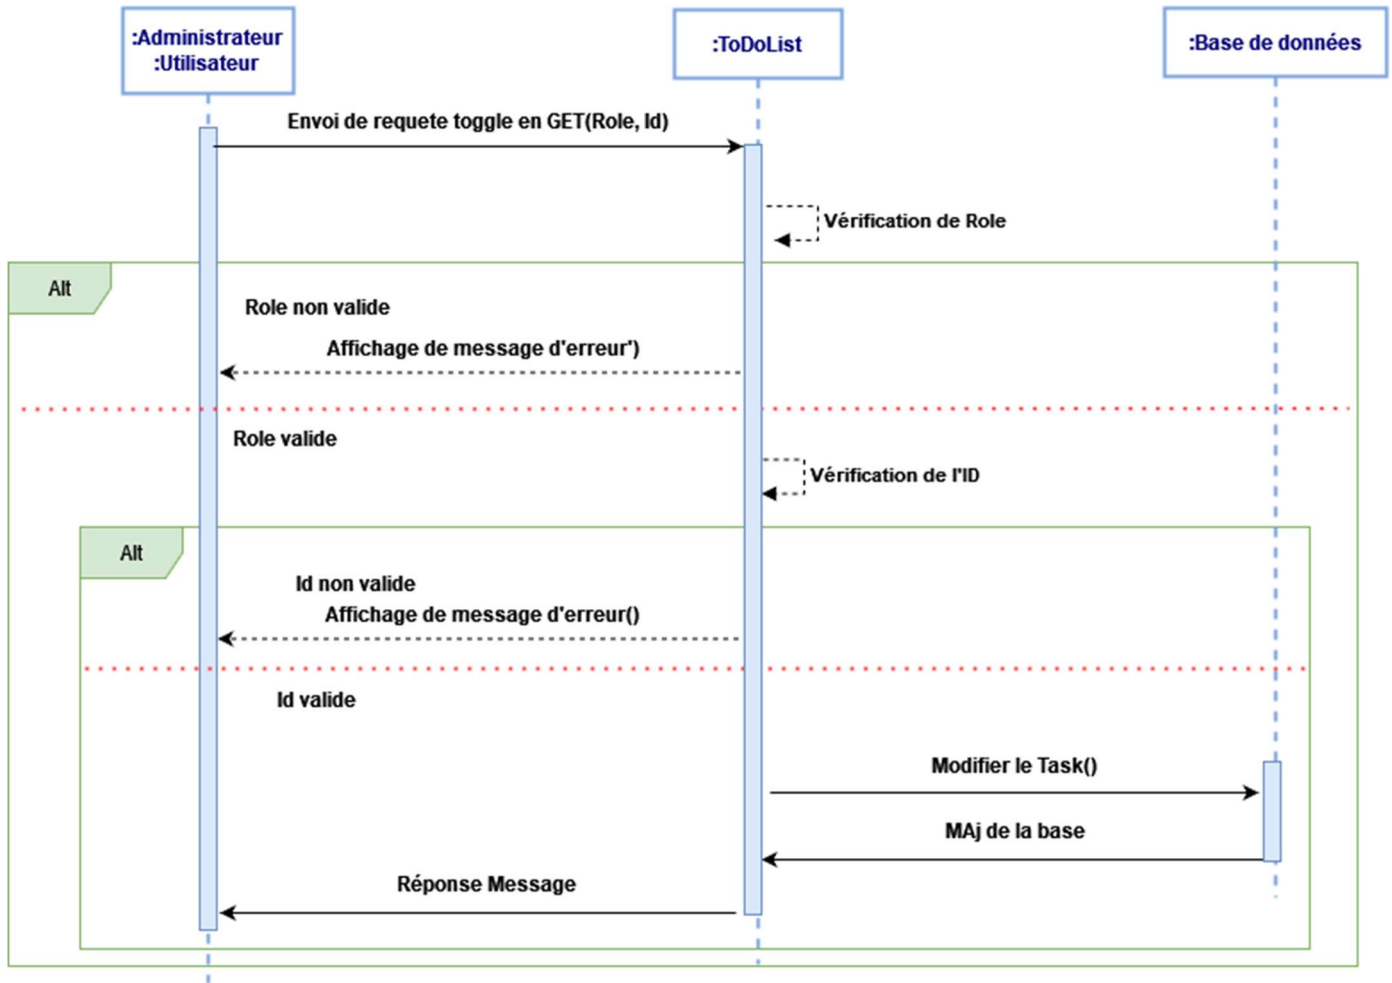 :Administrateur
:Utilisateur
:ToDoList
:Base de données
Envoi de requete toggle en GET(Role, Id)
Vérification de Role
Alt
Role non valide
Affichage de message d'erreur')
Role valide
Vérification de l'ID
Alt
Id non valide
Affichage de message d'erreur()
Id valide
Modifier le Task()
MAj de la base
Réponse Message